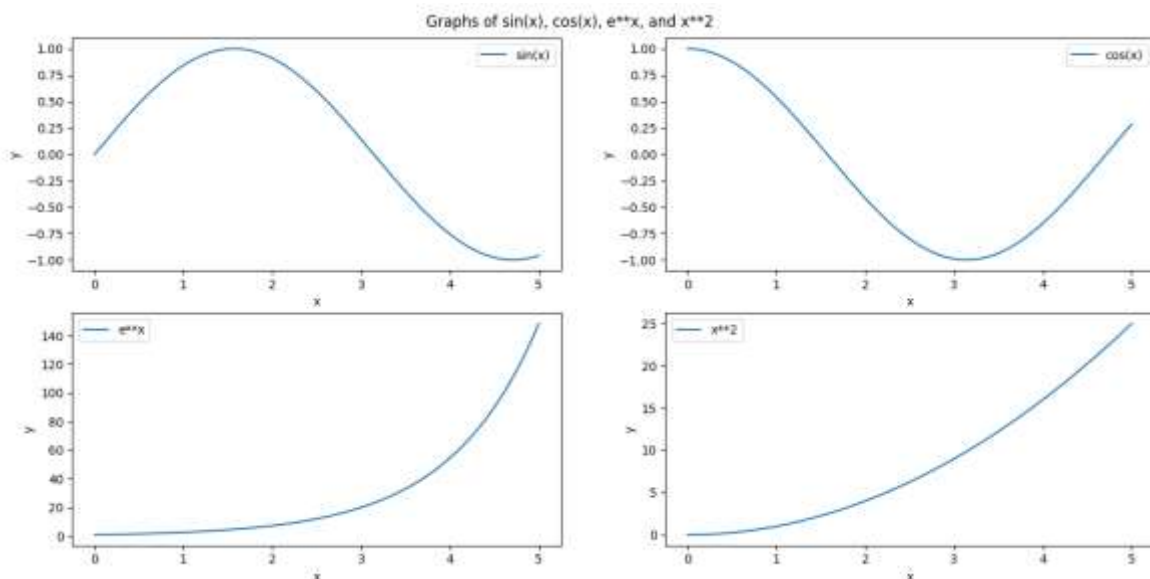 Graphs of sin(x), cos(x), e**x, and x**2
1.00
0.75
0.50
0.25
0.00
−0.25
−0.50
−0.75
−1.00
y
sin(x)
0 1 2 3 4 5
x
1.00
0.75
0.50
0.25
0.00
−0.25
−0.50
−0.75
−1.00
y
cos(x)
0 1 2 3 4 5
x
140
120
100
80
60
40
20
0
y
e**x
0 1 2 3 4 5
x
25
20
15
10
5
0
y
x**2
0 1 2 3 4 5
x